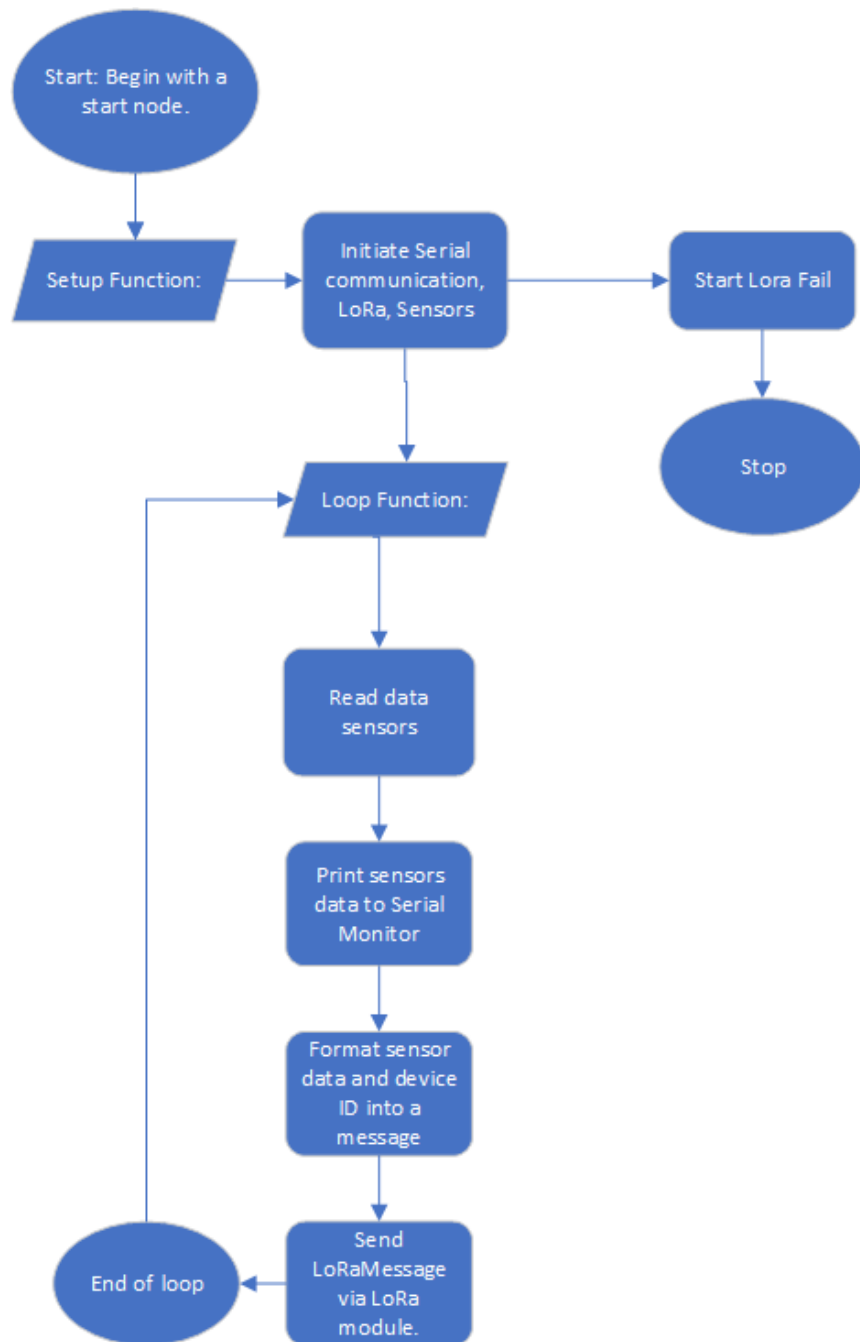 Start: Begin with a
start node.
Setup Function:
Initiate Serial
communication,
LoRa, Sensors
Start Lora Fail
Stop
Loop Function:
Read data
sensors
Print sensors
data to Serial
Monitor
Format sensor
data and device
ID into a
message
Send
LoRaMessage
via LoRa
module.
End of loop